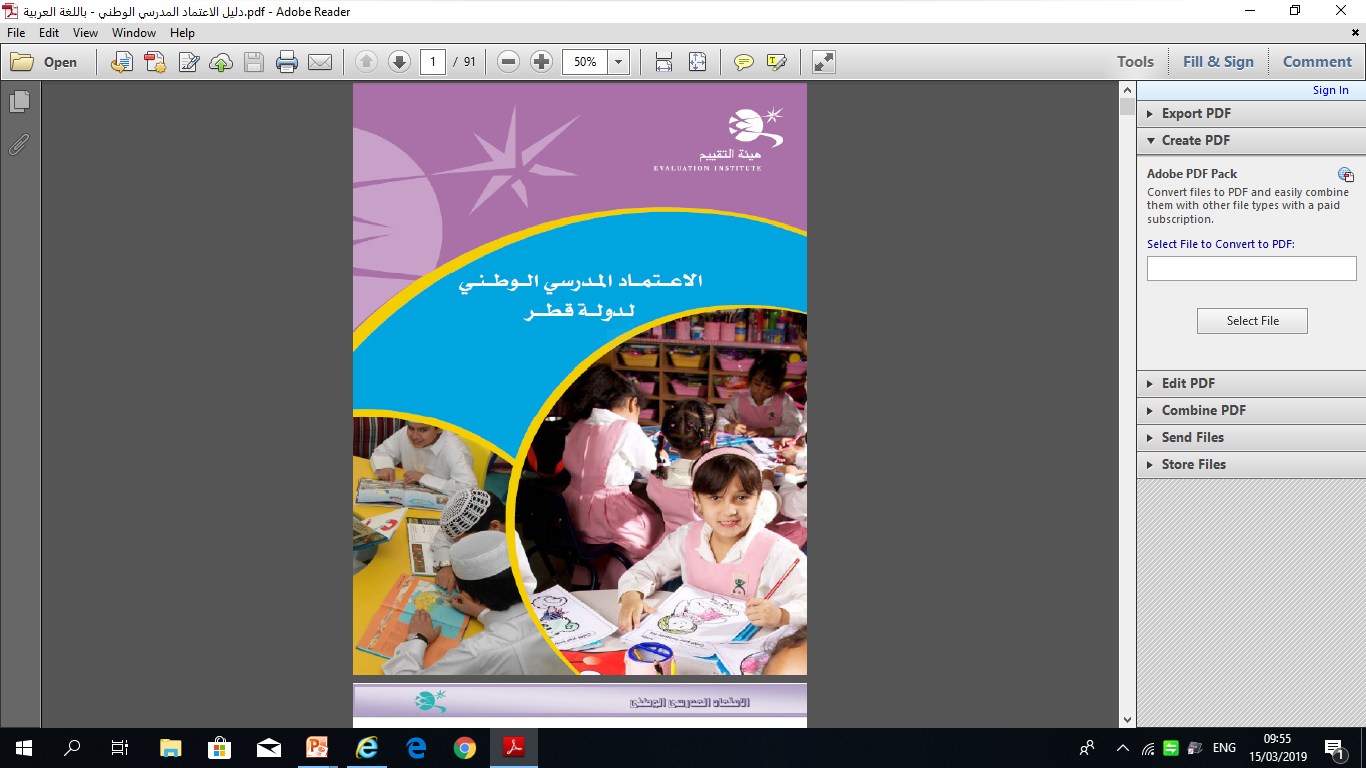 دليل الاعتماد المدرسي الوطني - باللغة العربية.pdf - Adobe Reader
File Edit View Window Help
Open 1 / 91 50% Tools Fill & Sign Comment
Sign In
Export PDF
Create PDF
Adobe PDF Pack
Convert files to PDF and easily combine
them with other file types with a paid
subscription.
Select File to Convert to PDF:
Select File
Edit PDF
Combine PDF
Send Files
Store Files
هيئة التقييم
EVALUATION INSTITUTE
الاعتماد المدرسي الوطني
لدولة قطر
الاعتماد المدرسي الوطني
ENG
09:55
15/03/2019
1